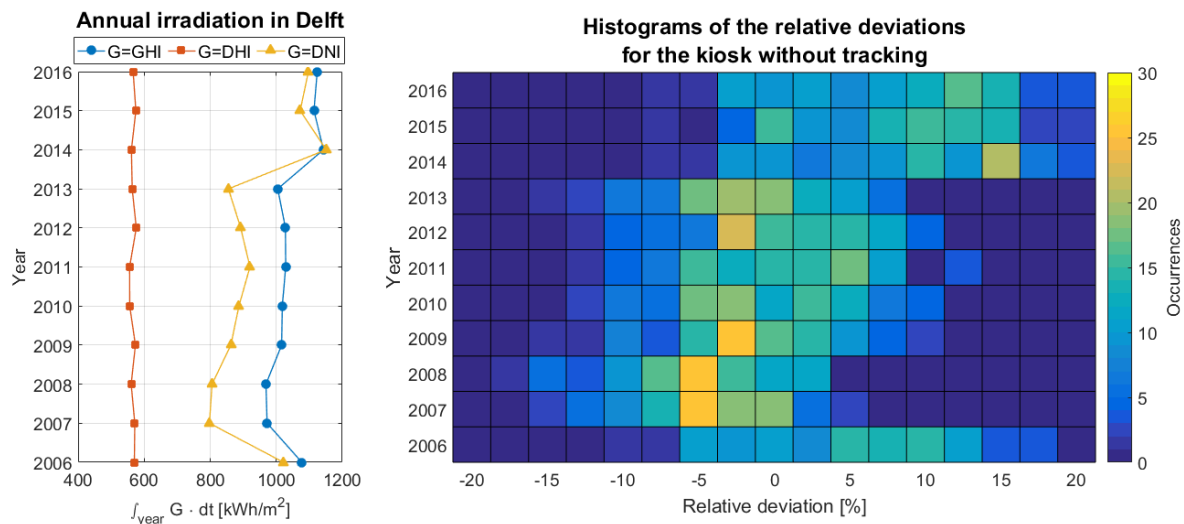 Annual irradiation in Delft
G=GHI G=DHI G=DNI
2016
2015
2014
2013
2012
2011
2010
2009
2008
2007
2006
Year
400 600 800 1000 1200
∫year G · dt [kWh/m²]
Histograms of the relative deviations
for the kiosk without tracking
2016
2015
2014
2013
2012
2011
2010
2009
2008
2007
2006
Year
-20 -15 -10 -5 0 5 10 15 20
Relative deviation [%]
30
25
20
15
10
5
0
Occurrences